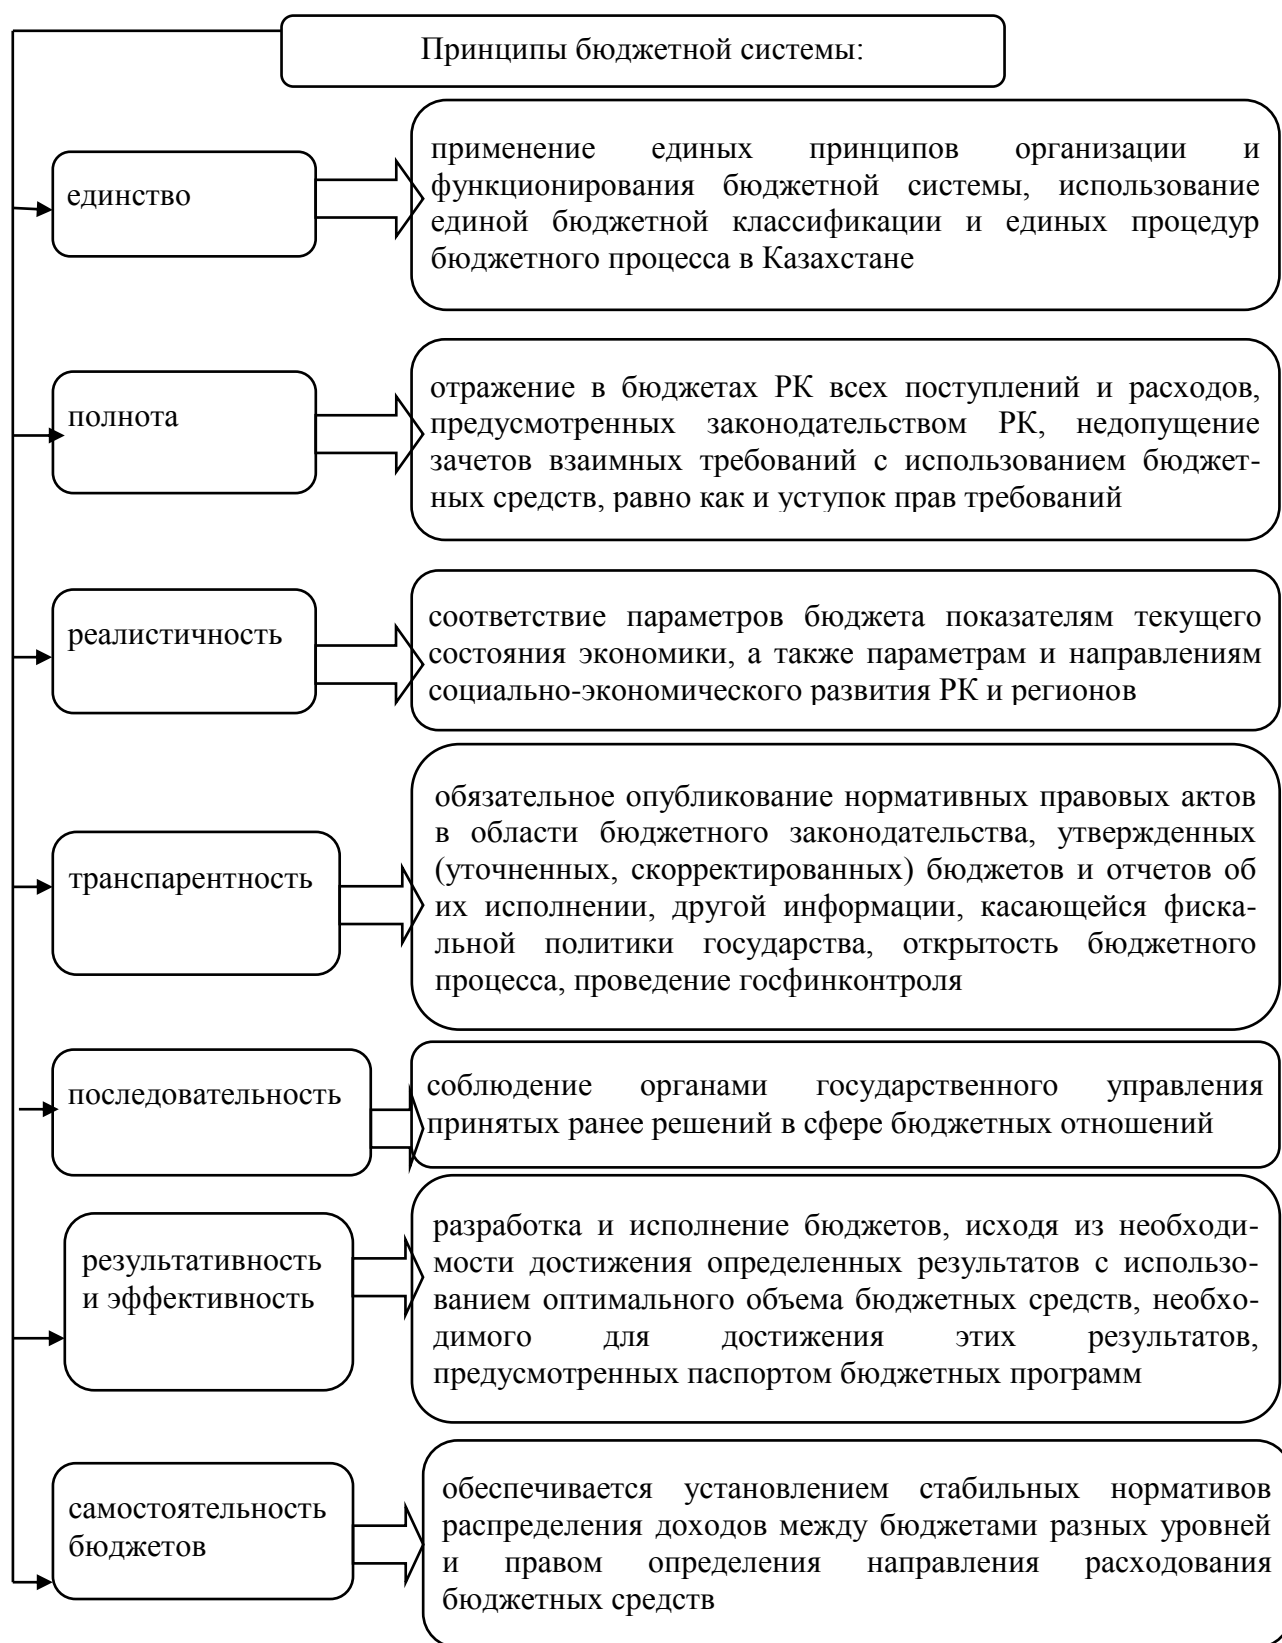 Принципы бюджетной системы:
единство
применение единых принципов организации и
функционирования бюджетной системы, использование
единой бюджетной классификации и единых процедур
бюджетного процесса в Казахстане
полнота
отражение в бюджетах РК всех поступлений и расходов,
предусмотренных законодательством РК, недопущение
зачетов взаимных требований с использованием бюджет-
ных средств, равно как и уступок прав требований
реалистичность
соответствие параметров бюджета показателям текущего
состояния экономики, а также параметрам и направлениям
социально-экономического развития РК и регионов
транспарентность
обязательное опубликование нормативных правовых актов
в области бюджетного законодательства, утвержденных
(уточненных, скорректированных) бюджетов и отчетов об
их исполнении, другой информации, касающейся фиска-
льной политики государства, открытость бюджетного
процесса, проведение госфинконтроля
последовательность
соблюдение органами государственного управления
принятых ранее решений в сфере бюджетных отношений
результативность
и эффективность
разработка и исполнение бюджетов, исходя из необходи-
мости достижения определенных результатов с использо-
ванием оптимального объема бюджетных средств, необхо-
димого для достижения этих результатов,
предусмотренных паспортом бюджетных программ
самостоятельность
бюджетов
обеспечивается установлением стабильных нормативов
распределения доходов между бюджетами разных уровней
и правом определения направления расходования
бюджетных средств